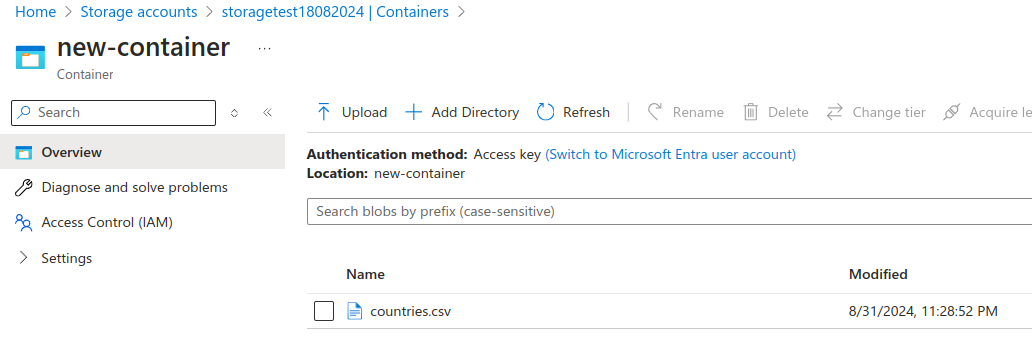 Home > Storage accounts > storagetest18082024 | Containers >
new-container ...
Container
Search
Upload Add Directory Refresh Rename Delete Change tier Acquire le
Overview
Authentication method: Access key (Switch to Microsoft Entra user account)
Location: new-container
Diagnose and solve problems
Search blobs by prefix (case-sensitive)
Access Control (IAM)
Settings
Name Modified
countries.csv 8/31/2024, 11:28:52 PM